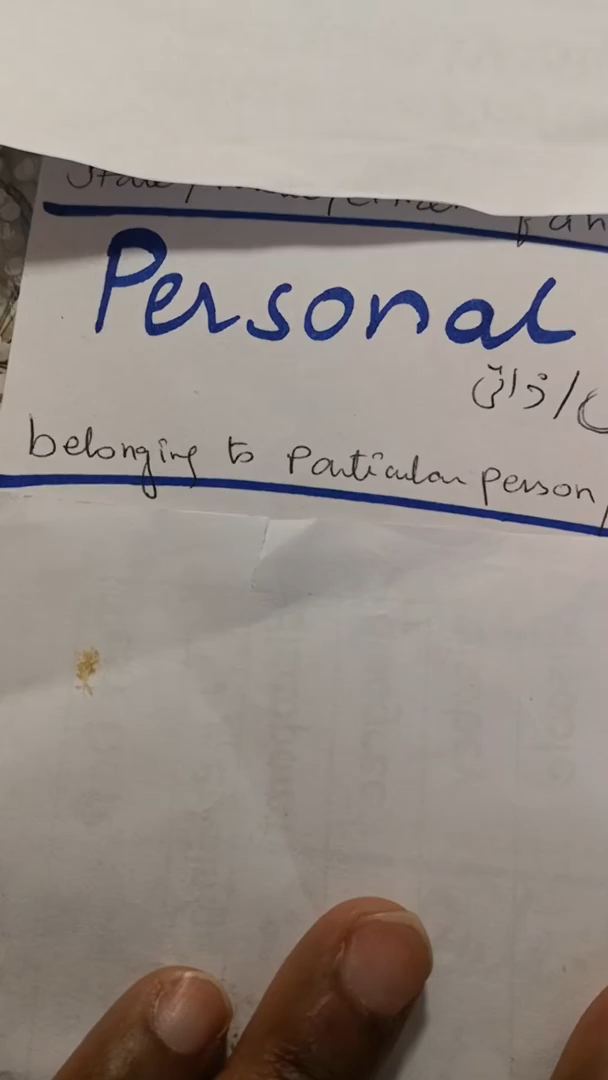 Personal
ذاتی /
belonging to particular person /